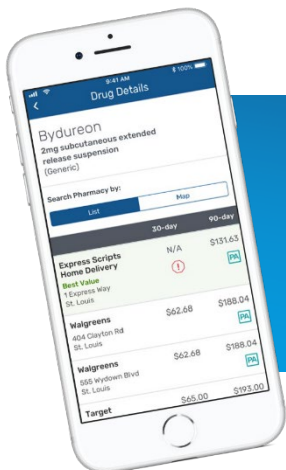 9:41 AM
100%
Drug Details
Bydureon
2mg subcutaneous extended
release suspension
(Generic)
Search Pharmacy by:
List Map
30-day 90-day
Express Scripts
Home Delivery
Best Value
1 Express Way
St. Louis
N/A $131.63
PA
Walgreens
404 Clayton Rd
St. Louis
$62.68 $188.04
PA
Walgreens
555 Wydown Blvd
St. Louis
$62.68 $188.04
PA
Target $65.00 $193.00